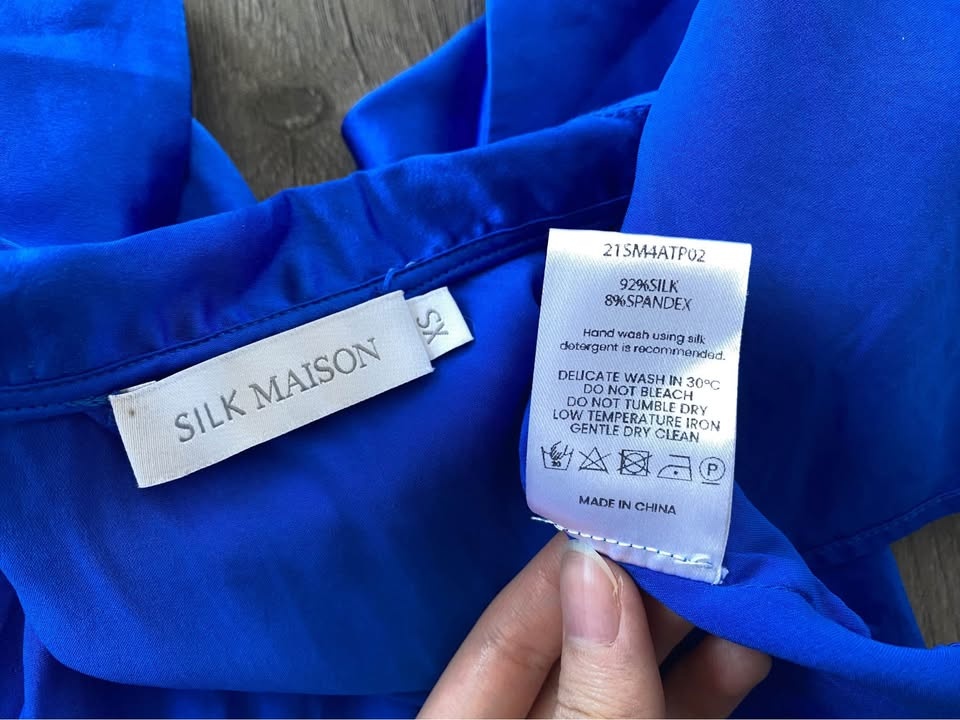 SILK MAISON
XS
21SM4ATP02
92%SILK
8%SPANDEX
Hand wash using silk
detergent is recommended.
DELICATE WASH IN 30°C
DO NOT BLEACH
DO NOT TUMBLE DRY
LOW TEMPERATURE IRON
GENTLE DRY CLEAN
30
P
MADE IN CHINA